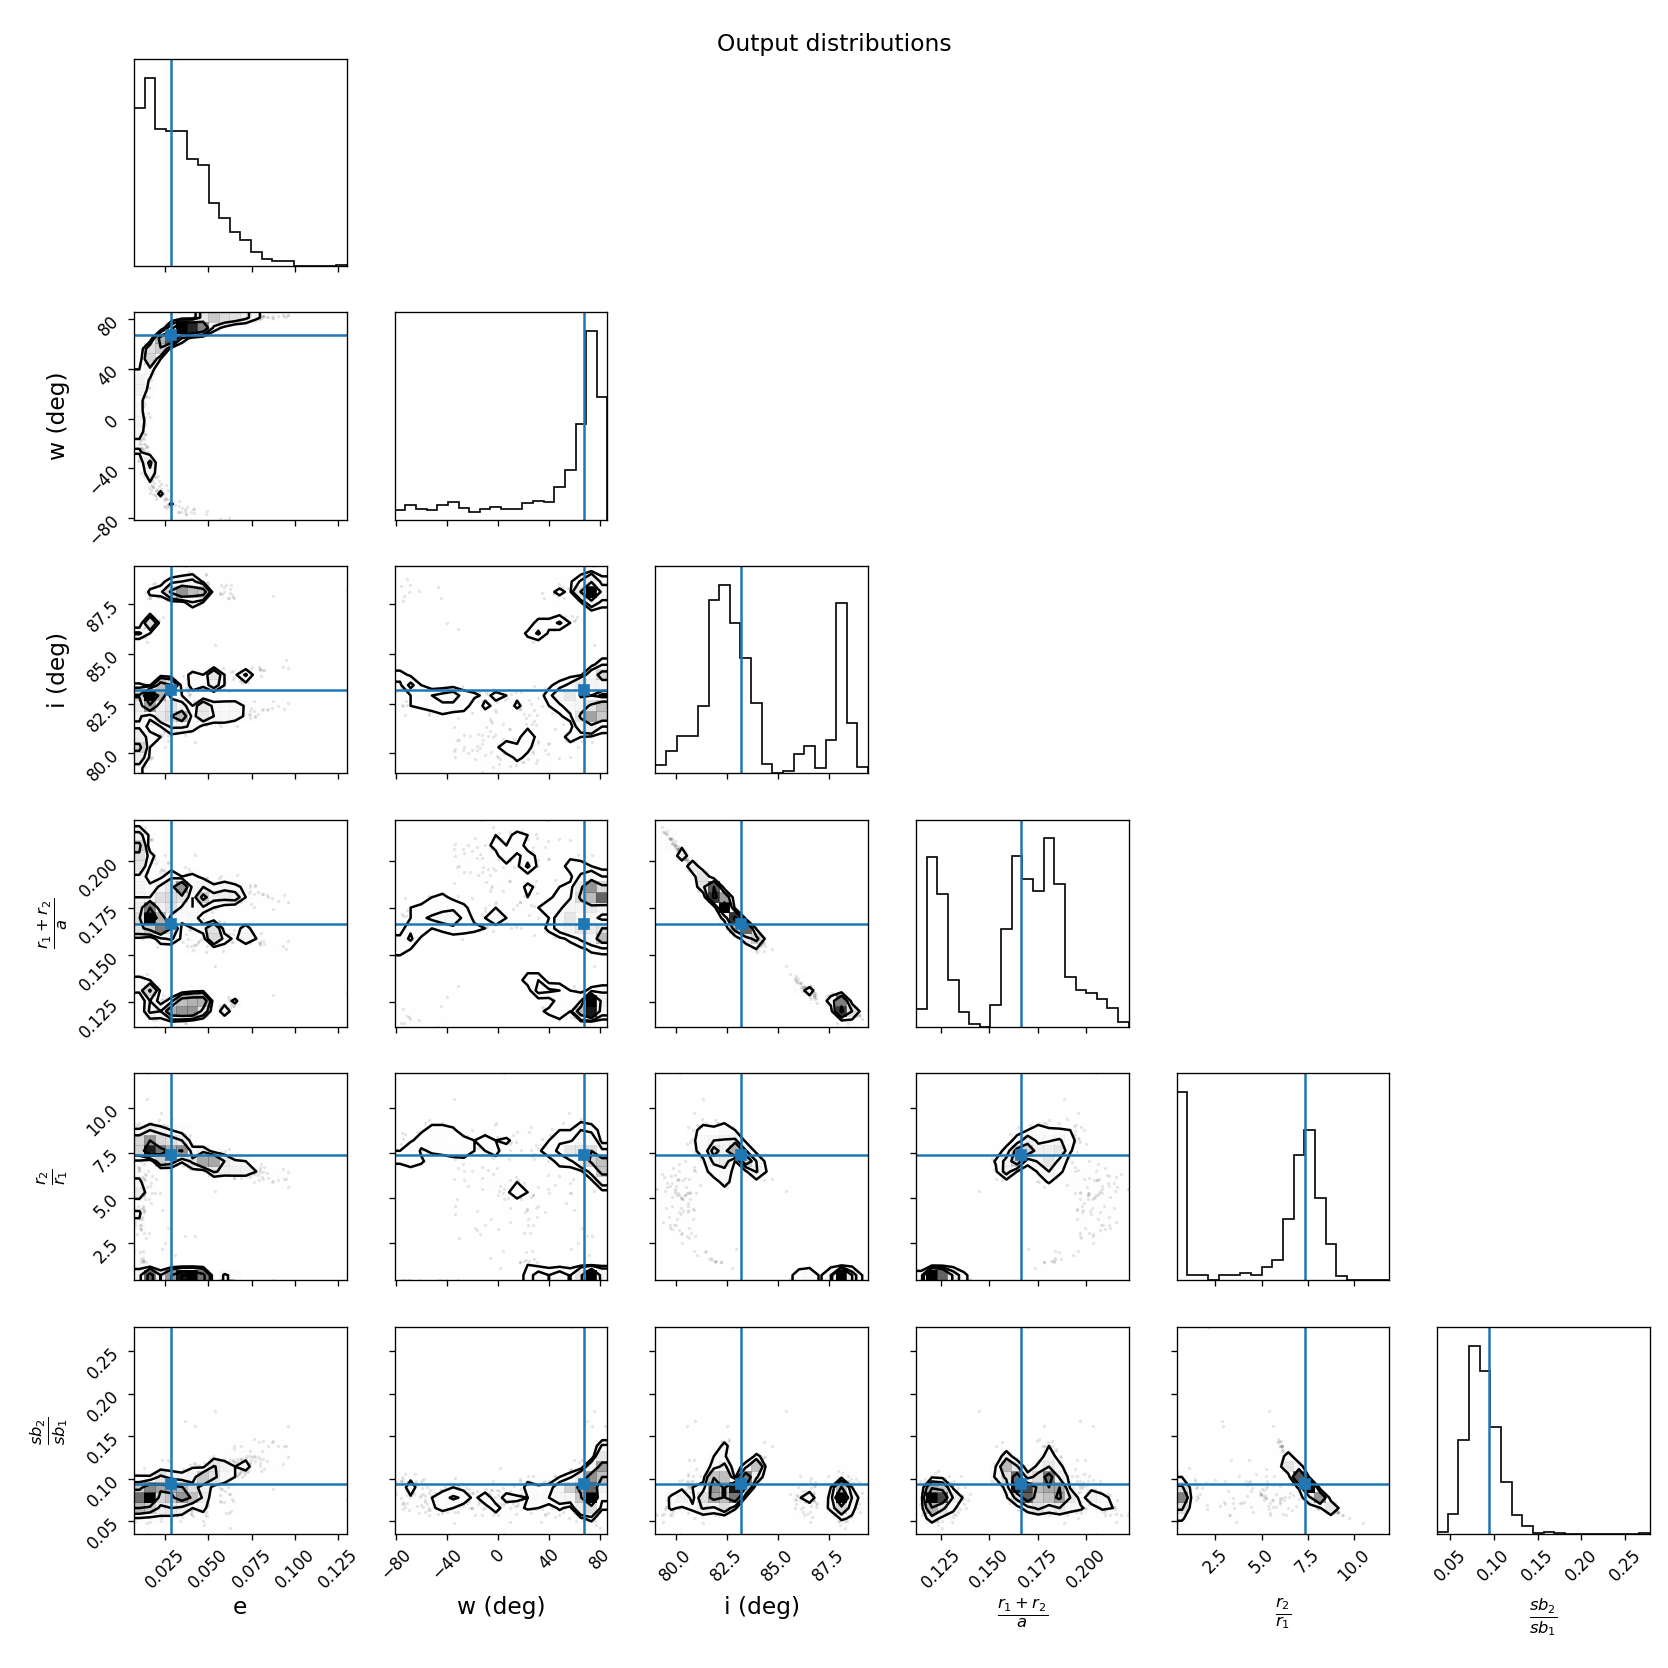 Output distributions
w (deg)
80
40
0
−40
−80
i (deg)
87.5
85.0
82.5
80.0
r₁ + r₂
a
0.200
0.175
0.150
0.125
r₂
r₁
10.0
7.5
5.0
2.5
sb₂
sb₁
0.25
0.20
0.15
0.10
0.05
0.025 0.050 0.075 0.100 0.125
−80 −40 0 40 80
80.0 82.5 85.0 87.5
0.125 0.150 0.175 0.200
2.5 5.0 7.5 10.0
0.05 0.10 0.15 0.20 0.25
e
w (deg)
i (deg)
r₁ + r₂
a
r₂
r₁
sb₂
sb₁